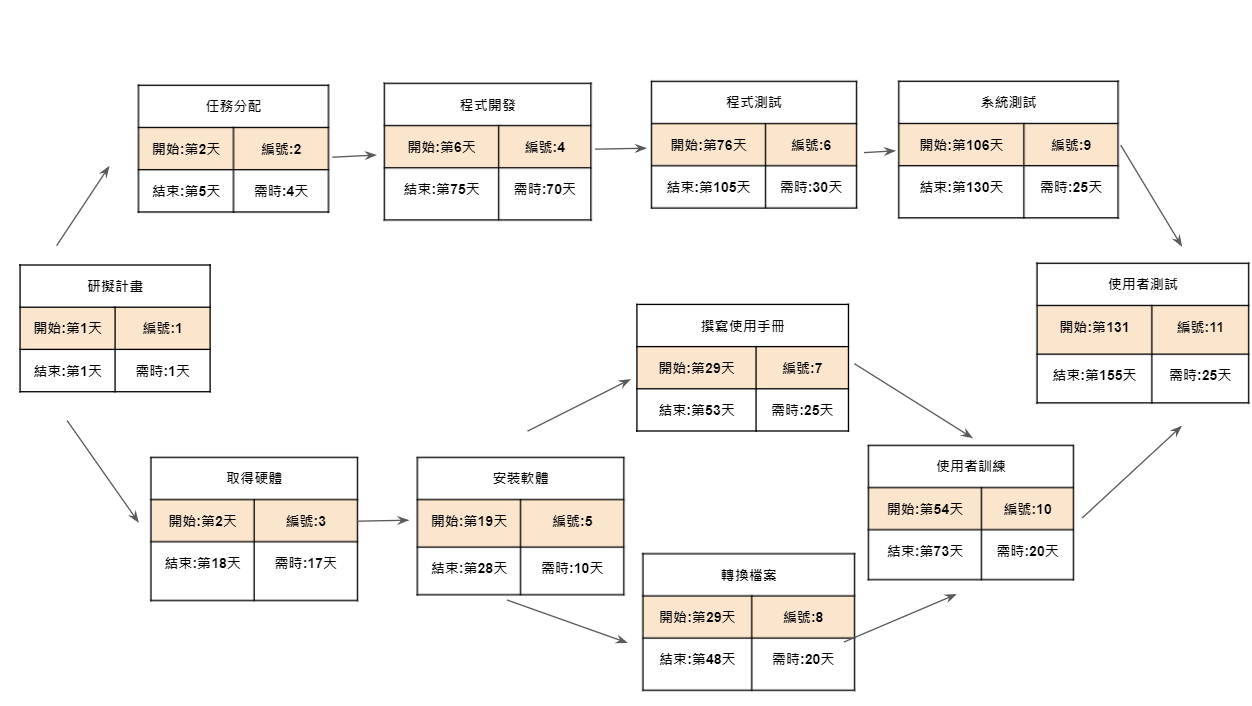 任務分配
開始:第2天 編號:2
結束:第5天 需時:4天
程式開發
開始:第6天 編號:4
結束:第75天 需時:70天
程式測試
開始:第76天 編號:6
結束:第105天 需時:30天
系統測試
開始:第106天 編號:9
結束:第130天 需時:25天
研擬計畫
開始:第1天 編號:1
結束:第1天 需時:1天
使用者測試
開始:第131 編號:11
結束:第155天 需時:25天
撰寫使用手冊
開始:第29天 編號:7
結束:第53天 需時:25天
取得硬體
開始:第2天 編號:3
結束:第18天 需時:17天
安裝軟體
開始:第19天 編號:5
結束:第28天 需時:10天
使用者訓練
開始:第54天 編號:10
結束:第73天 需時:20天
轉換檔案
開始:第29天 編號:8
結束:第48天 需時:20天